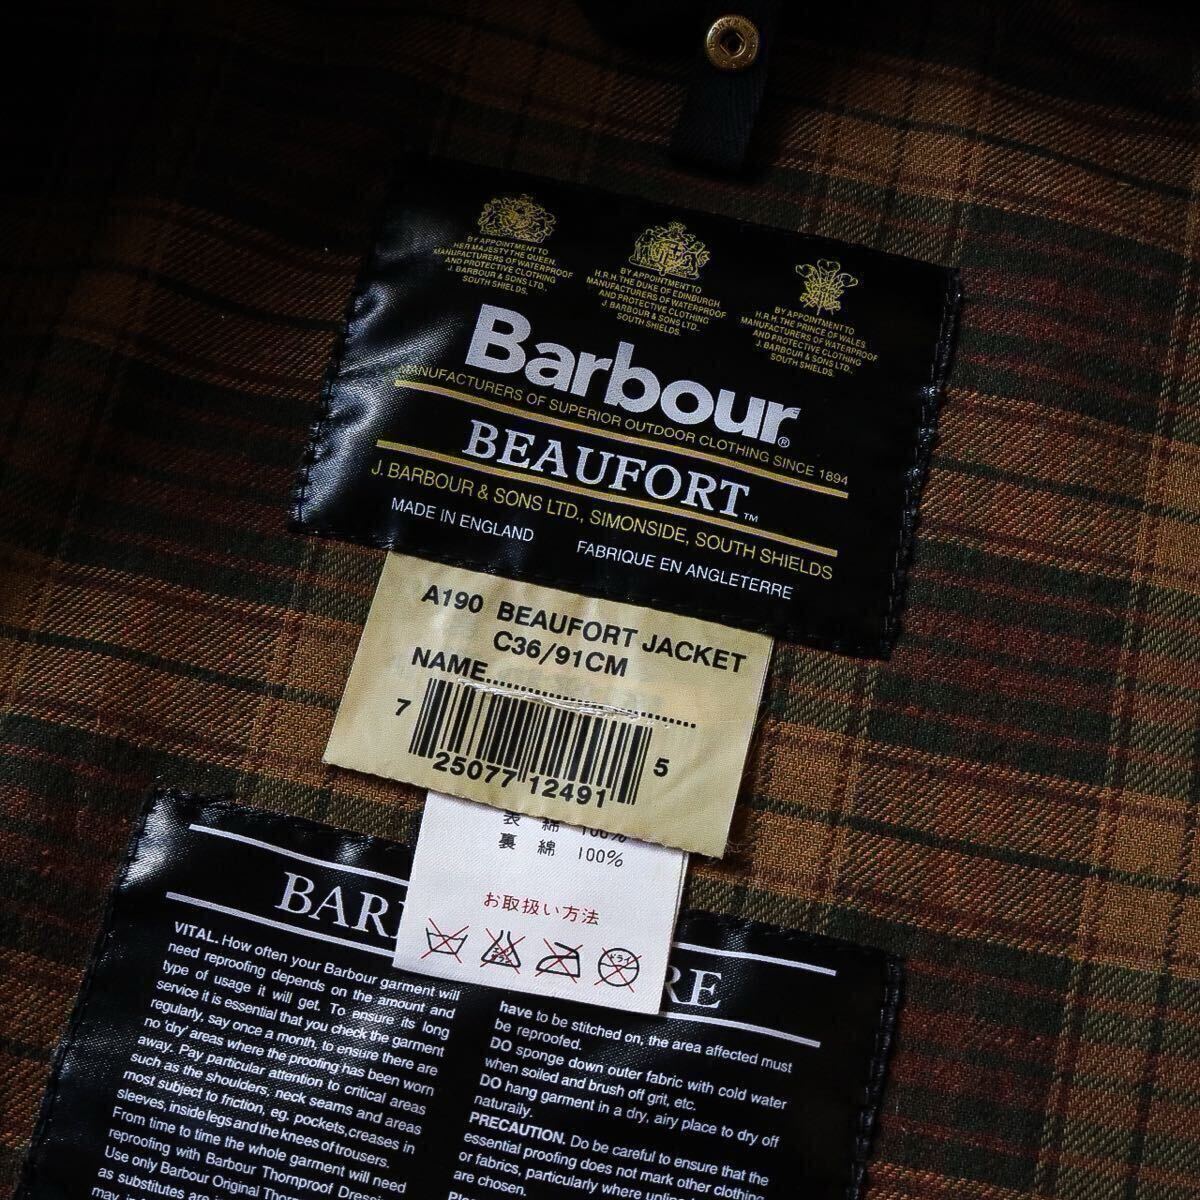 BY APPOINTMENT TO
HER MAJESTY THE QUEEN,
MANUFACTURERS OF WATERPROOF
AND PROTECTIVE CLOTHING
J. BARBOUR & SONS LTD.,
SOUTH SHIELDS.
BY APPOINTMENT TO
H.R.H. THE DUKE OF EDINBURGH
MANUFACTURERS OF WATERPROOF
AND PROTECTIVE CLOTHING
J. BARBOUR & SONS LTD.,
SOUTH SHIELDS.
BY APPOINTMENT TO
H.R.H. THE PRINCE OF WALES
MANUFACTURERS OF WATERPROOF
AND PROTECTIVE CLOTHING
J. BARBOUR & SONS LTD.,
SOUTH SHIELDS.
Barbour®
MANUFACTURERS OF SUPERIOR OUTDOOR CLOTHING SINCE 1894
BEAUFORT™
J. BARBOUR & SONS LTD., SIMONSIDE, SOUTH SHIELDS
MADE IN ENGLAND FABRIQUE EN ANGLETERRE
A190 BEAUFORT JACKET
C36/91CM
NAME
7 25077 12491 5
表 綿 100%
裏 綿 100%
お取扱い方法
ドライ
BAR RE
VITAL. How often your Barbour garment will
need reproofing depends on the amount and
type of usage it will get. To ensure its long
service it is essential that you check the garment
regularly, say once a month, to ensure there are
no 'dry' areas where the proofing has been worn
away. Pay particular attention to critical areas
such as the shoulders, neck seams and areas
most subject to friction, eg. pockets, creases in
sleeves, inside legs and the knees of trousers.
From time to time the whole garment will need
reproofing with Barbour Thornproof Dressi
Use only Barbour Original Thorn
as substitutes are i
may
have to be stitched on, the area affected must
be reproofed.
DO sponge down outer fabric with cold water
when soiled and brush off grit, etc.
DO hang garment in a dry, airy place to dry off
naturally.
PRECAUTION. Do be careful to ensure that the
essential proofing does not mark other clothing
or fabrics, particularly where
are chosen.